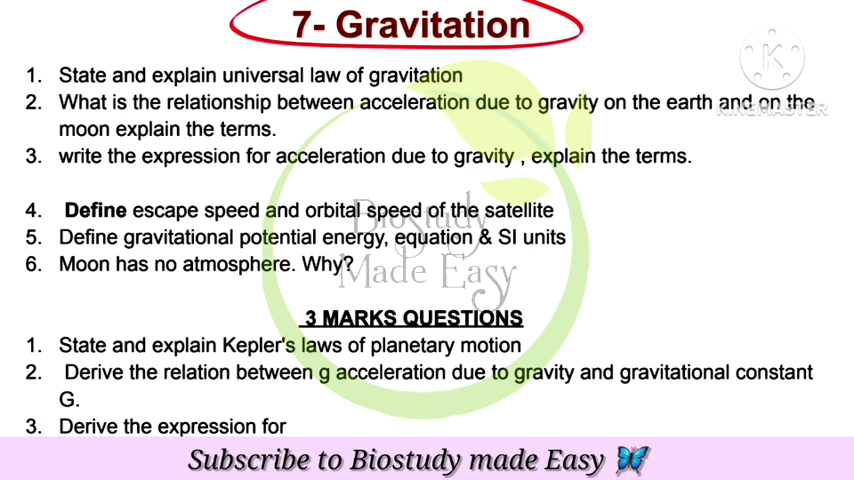 7- Gravitation
1. State and explain universal law of gravitation
2. What is the relationship between acceleration due to gravity on the earth and on the
moon explain the terms.
3. write the expression for acceleration due to gravity , explain the terms.
4. Define escape speed and orbital speed of the satellite
5. Define gravitational potential energy, equation & SI units
6. Moon has no atmosphere. Why?
3 MARKS QUESTIONS
1. State and explain Kepler's laws of planetary motion
2. Derive the relation between g acceleration due to gravity and gravitational constant
G.
3. Derive the expression for
Subscribe to Biostudy made Easy 🦋
K
KINEMASTER
Biostudy
Made Easy